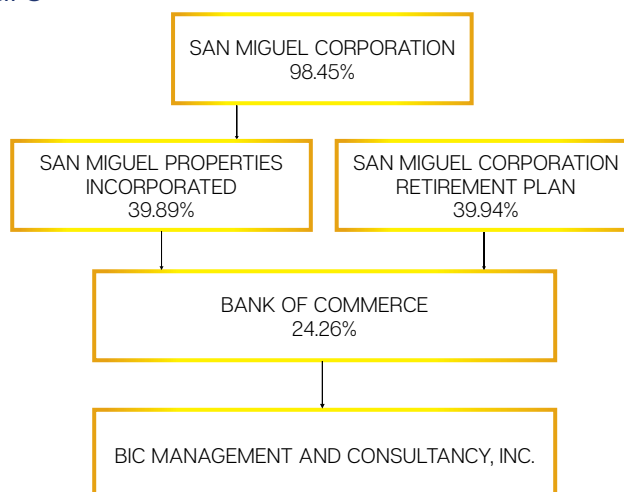 SAN MIGUEL CORPORATION
98.45%
SAN MIGUEL PROPERTIES
INCORPORATED
39.89%
SAN MIGUEL CORPORATION
RETIREMENT PLAN
39.94%
BANK OF COMMERCE
24.26%
BIC MANAGEMENT AND CONSULTANCY, INC.